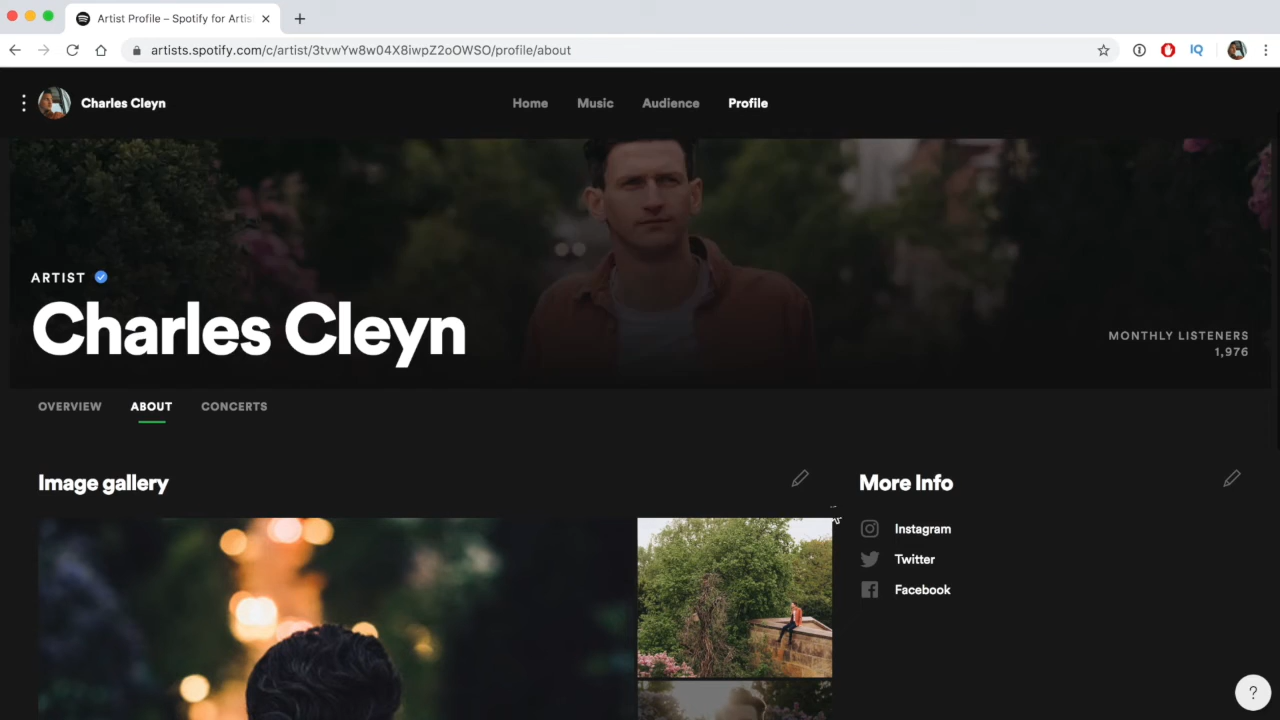 Artist Profile – Spotify for Artis
artists.spotify.com/c/artist/3tvwYw8w04X8iwpZ2oOWSO/profile/about
IQ
Charles Cleyn
Home Music Audience Profile
ARTIST
Charles Cleyn
MONTHLY LISTENERS
1,976
OVERVIEW ABOUT CONCERTS
Image gallery
More Info
Instagram
Twitter
Facebook
?